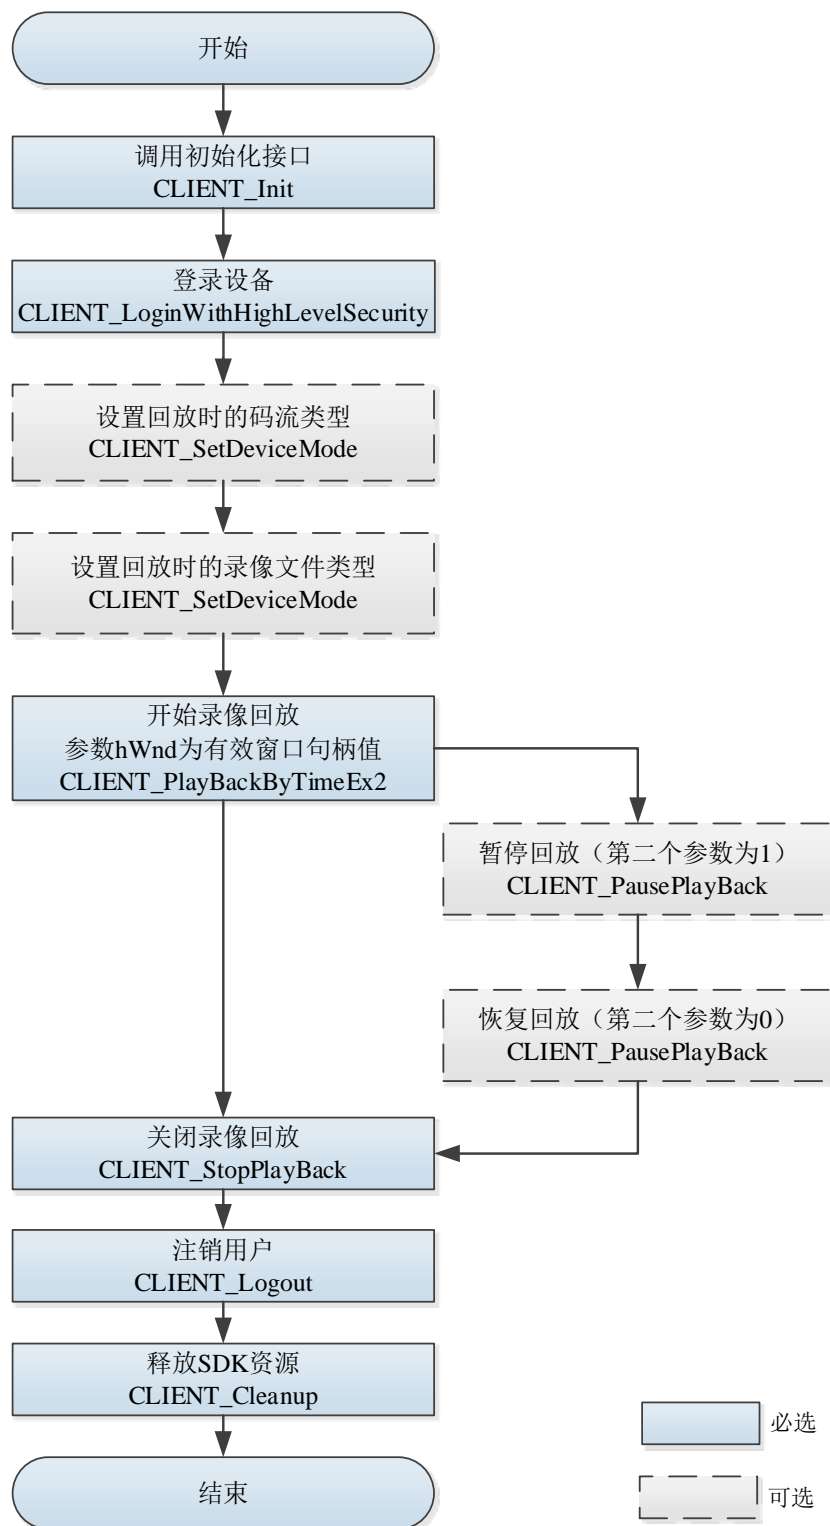 开始
调用初始化接口
CLIENT_Init
登录设备
CLIENT_LoginWithHighLevelSecurity
设置回放时的码流类型
CLIENT_SetDeviceMode
设置回放时的录像文件类型
CLIENT_SetDeviceMode
开始录像回放
参数hWnd为有效窗口句柄值
CLIENT_PlayBackByTimeEx2
暂停回放（第二个参数为1）
CLIENT_PausePlayBack
恢复回放（第二个参数为0）
CLIENT_PausePlayBack
关闭录像回放
CLIENT_StopPlayBack
注销用户
CLIENT_Logout
释放SDK资源
CLIENT_Cleanup
结束
必选
可选